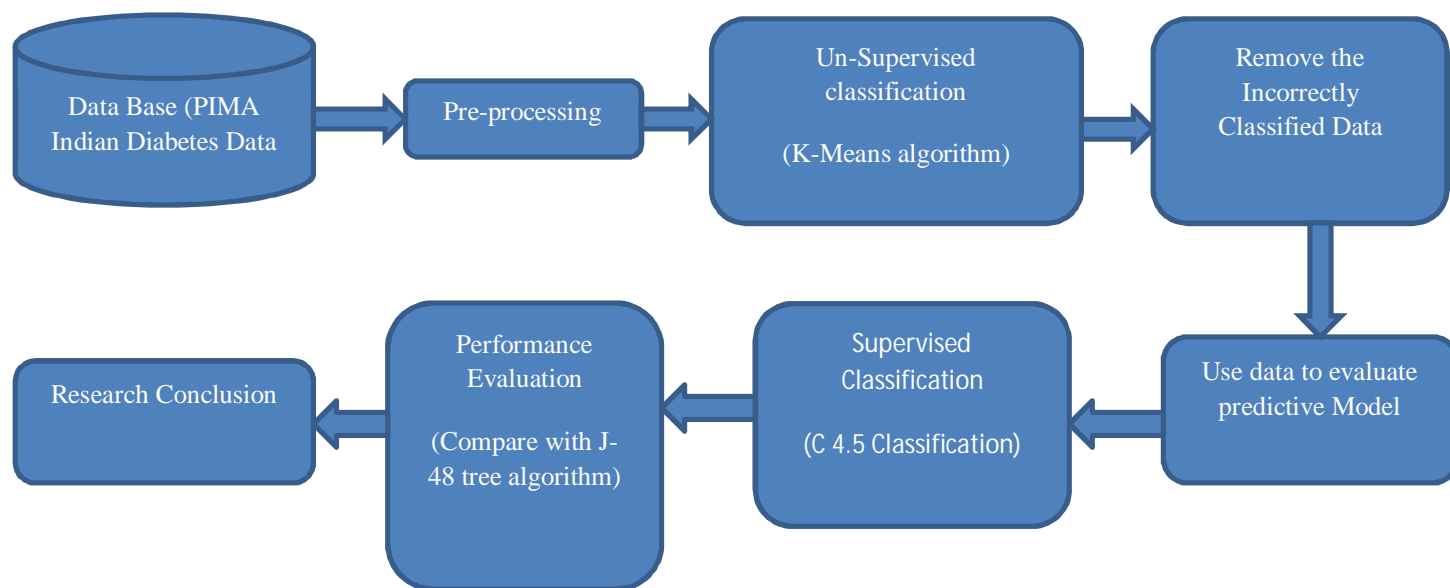 Data Base (PIMA
Indian Diabetes Data
Pre-processing
Un-Supervised
classification
(K-Means algorithm)
Remove the
Incorrectly
Classified Data
Use data to evaluate
predictive Model
Supervised
Classification
(C 4.5 Classification)
Performance
Evaluation
(Compare with J-
48 tree algorithm)
Research Conclusion